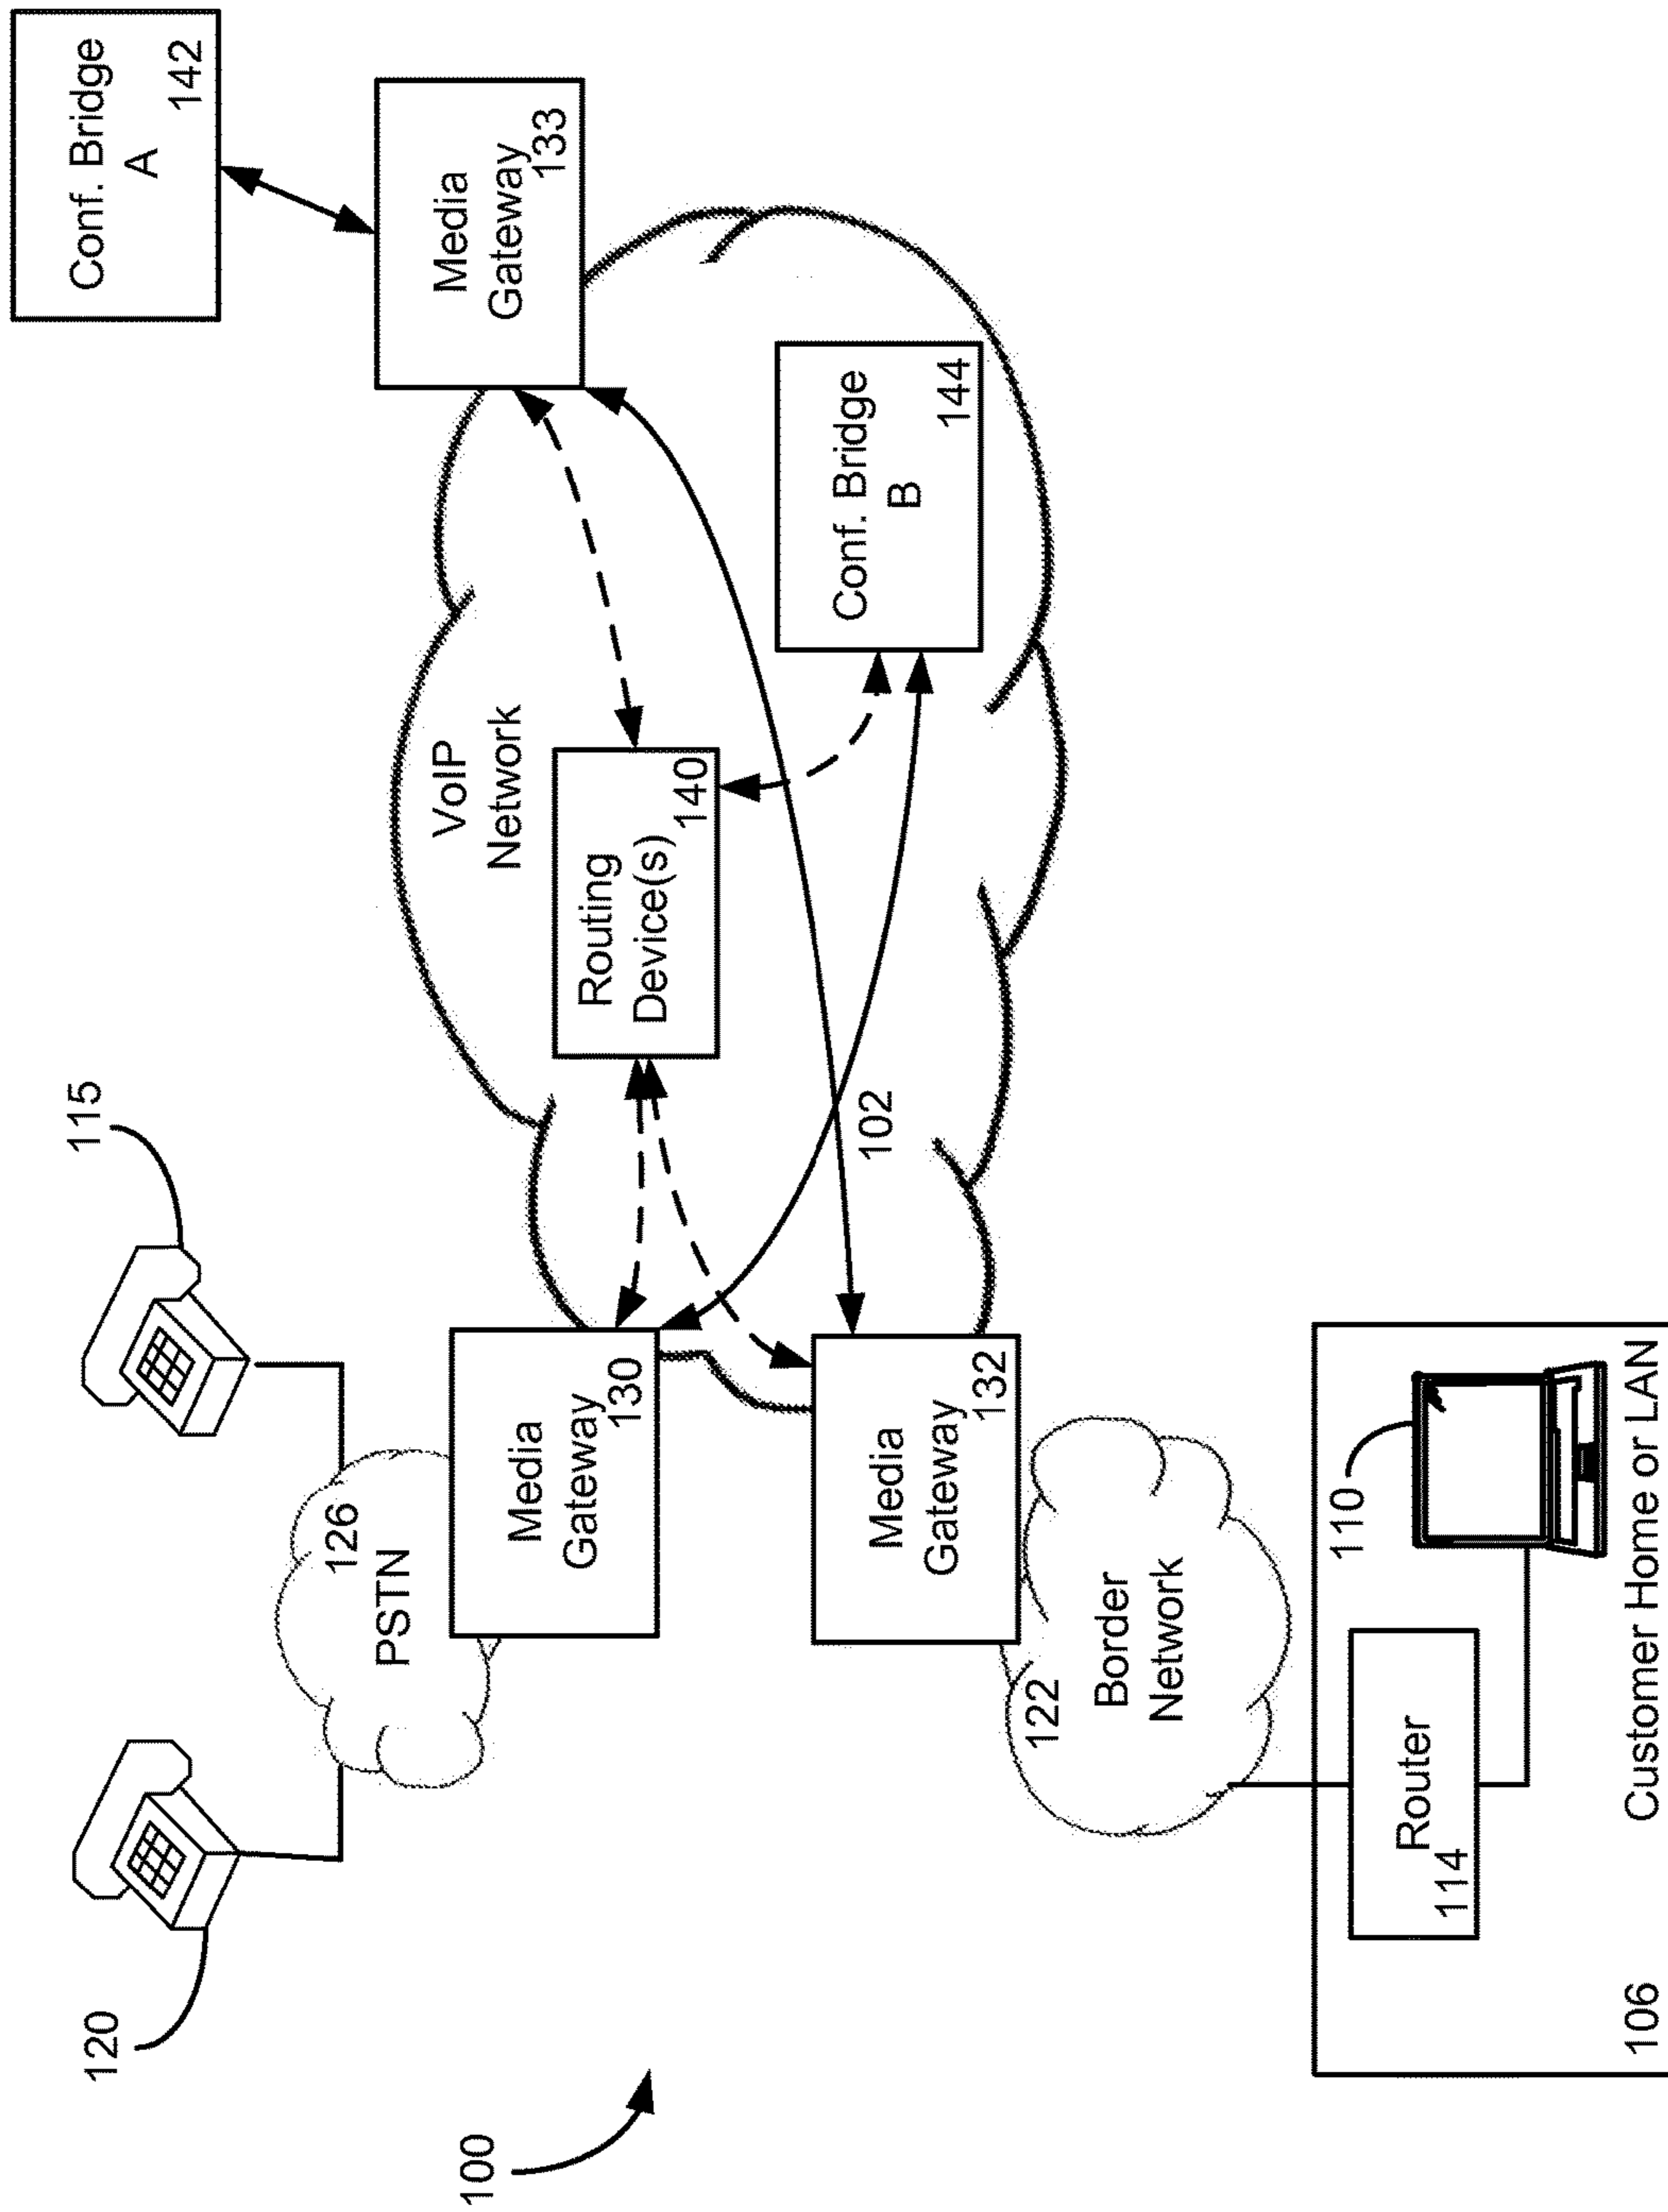 100
120
115
126
PSTN
Media
Gateway
130
Media
Gateway
132
122
Border
Network
Router
114
110
106
Customer Home or LAN
VoIP
Network
Routing
Device(s)
140
102
Conf. Bridge
B
144
Media
Gateway
133
Conf. Bridge
A
142